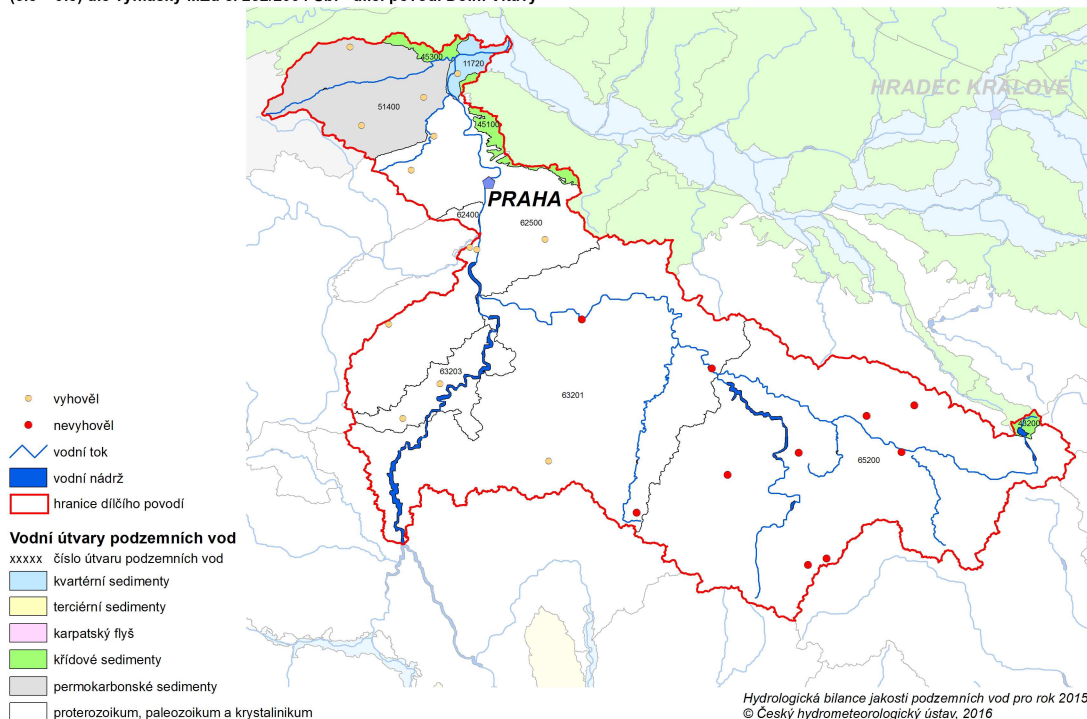 HRADEC KRÁLOVÉ
45300
11720
51400
45100
PRAHA
62400
62500
63203
63201
43200
65200
vyhověl
nevyhověl
vodní tok
vodní nádrž
hranice dílčího povodí
Vodní útvary podzemních vod
xxxxx číslo útvaru podzemních vod
kvartérní sedimenty
terciérní sedimenty
karpatský flyš
křídové sedimenty
permokarbonské sedimenty
proterozoikum, paleozoikum a krystalinikum
Hydrologická bilance jakosti podzemních vod pro rok 2015
© Český hydrometeorologický ústav, 2016